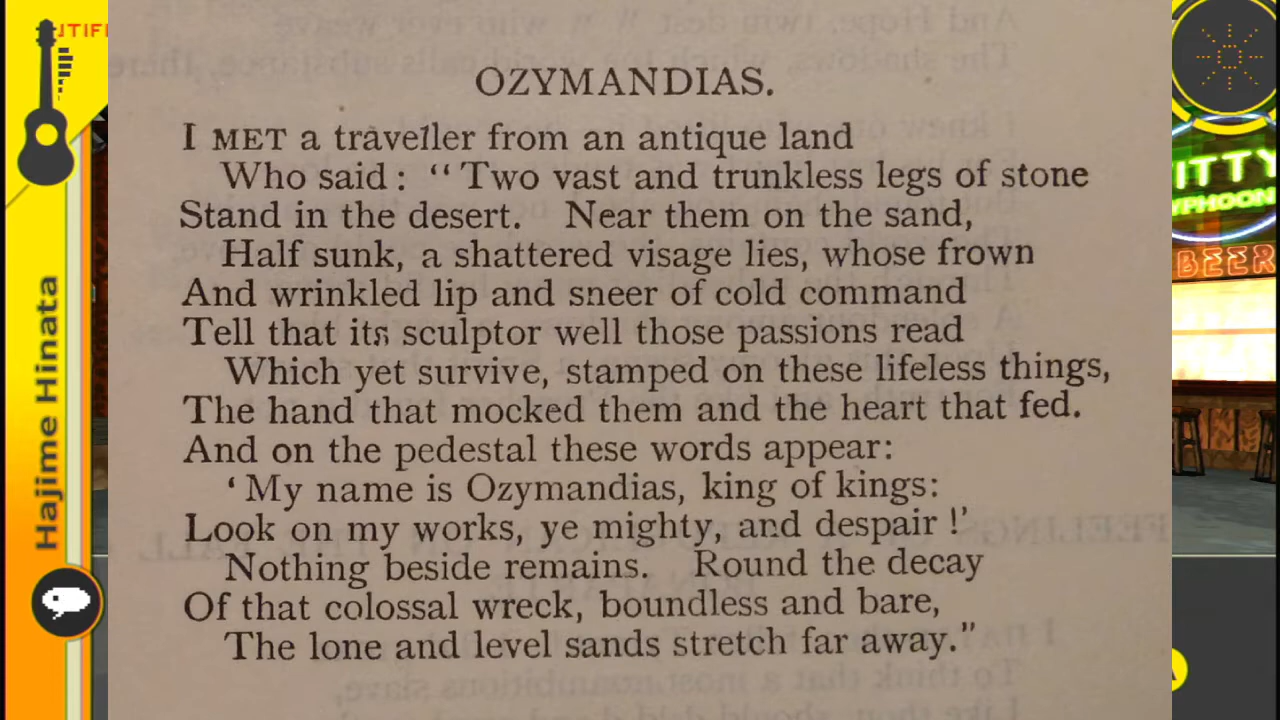 TIFI
OZYMANDIAS.
I MET a traveller from an antique land
Who said: "Two vast and trunkless legs of stone
Stand in the desert. Near them on the sand,
Half sunk, a shattered visage lies, whose frown
And wrinkled lip and sneer of cold command
Tell that its sculptor well those passions read
Which yet survive, stamped on these lifeless things,
The hand that mocked them and the heart that fed.
And on the pedestal these words appear:
'My name is Ozymandias, king of kings:
Look on my works, ye mighty, and despair!'
Nothing beside remains. Round the decay
Of that colossal wreck, boundless and bare,
The lone and level sands stretch far away."
Hajime Hinata
ITTY
YPHOON
BEER